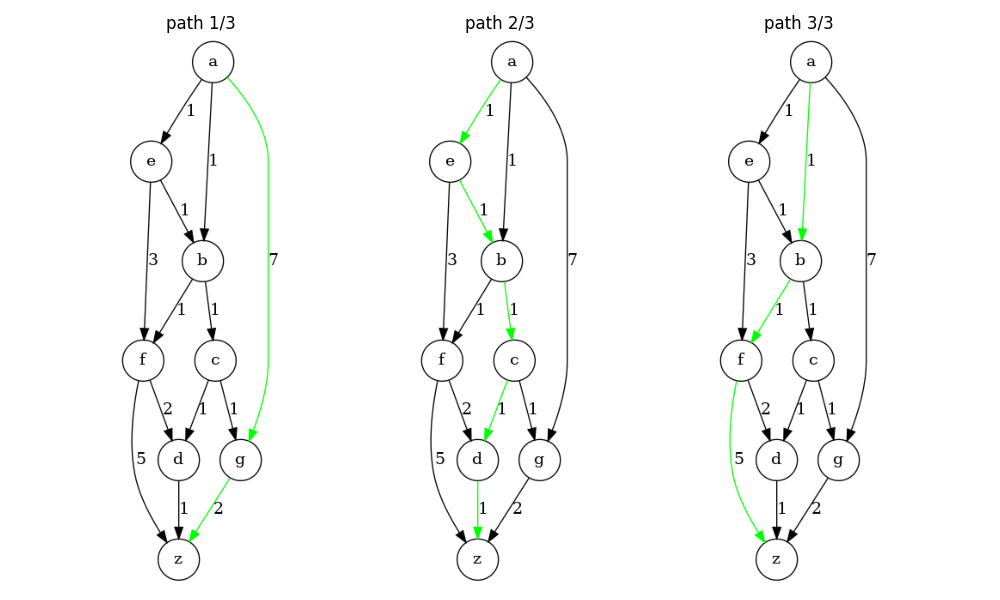 path 1/3 path 2/3 path 3/3
a a a
1 1 1
e 1 e 1 e 1
1 1 1
3 b 7 3 b 7 3 b 7
1 1 1 1 1 1
f c f c f c
2 1 1 2 1 1 2 1 1
5 d g 5 d g 5 d g
1 2 1 2 1 2
z z z